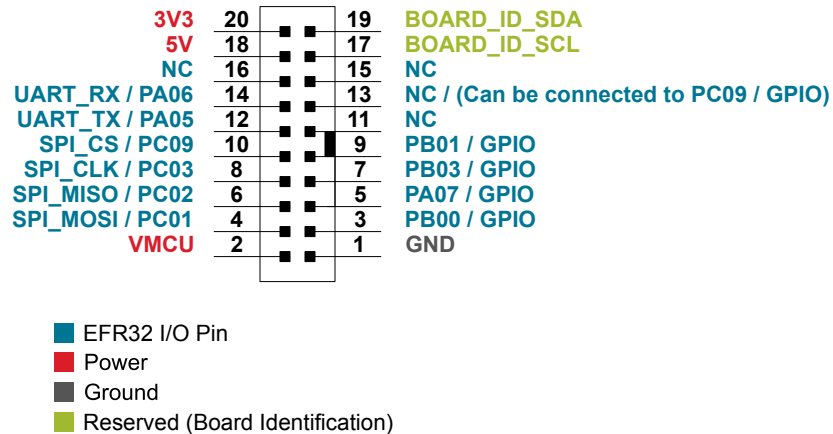 3V3 20 19 BOARD_ID_SDA
5V 18 17 BOARD_ID_SCL
NC 16 15 NC
UART_RX / PA06 14 13 NC / (Can be connected to PC09 / GPIO)
UART_TX / PA05 12 11 NC
SPI_CS / PC09 10 9 PB01 / GPIO
SPI_CLK / PC03 8 7 PB03 / GPIO
SPI_MISO / PC02 6 5 PA07 / GPIO
SPI_MOSI / PC01 4 3 PB00 / GPIO
VMCU 2 1 GND
EFR32 I/O Pin
Power
Ground
Reserved (Board Identification)